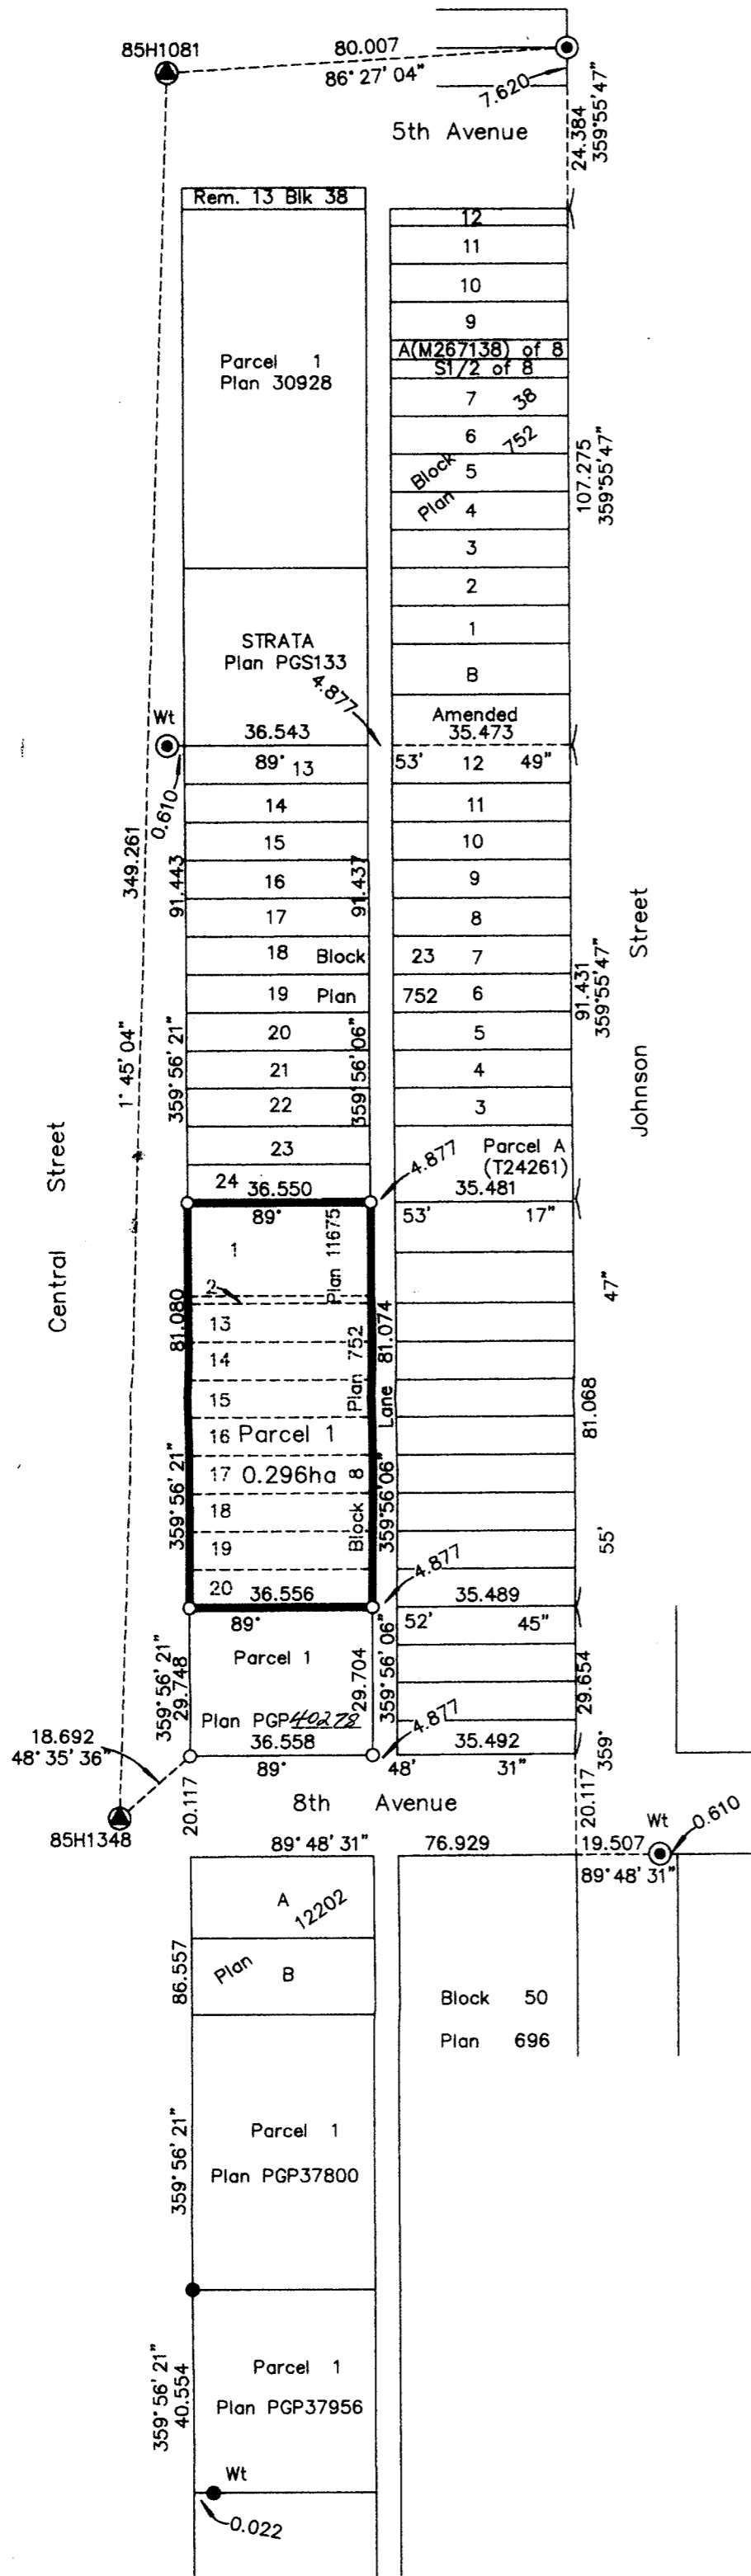 85H1081
80.007
86° 27' 04"
7.620
5th Avenue
24.384
359°55'47"
Rem. 13 Blk 38
12
11
10
9
A(M267138) of 8
S1/2 of 8
7 38
6 752
Block 5
Plan 4
3
2
1
B
Parcel 1
Plan 30928
107.275
359°55'47"
STRATA
Plan PGS133
4.877
Amended
Wt
36.543
35.473
89° 13
53' 12 49"
0.610
14
11
15
10
16
9
17
8
18 Block 23 7
19 Plan 752 6
20
5
21
4
22
3
23
24
349.261
1° 45' 04"
91.443
359° 56' 21"
91.437
359°56'06"
91.431
359°55'47"
Johnson Street
Central Street
Parcel A
(T24261)
4.877
36.550
35.481
89°
53' 17"
1
Plan 11675
2
13
14
15
16 Parcel 1
17 0.296ha
18
19
20
Block 8 Plan 752
81.080
359° 56' 21"
Lane 81.074
359°56'06"
47"
81.068
55'
359°
4.877
36.556
35.489
89°
52' 45"
Parcel 1
Plan PGP40278
359° 56' 21"
29.748
29.704
359° 56' 06"
29.654
4.877
36.558
35.492
89°
48' 31"
18.692
48° 35' 36"
85H1348
20.117
8th Avenue
20.117
Wt
0.610
89° 48' 31"
76.929
19.507
89° 48' 31"
A
12202
Plan B
86.557
359° 56' 21"
Block 50
Plan 696
Parcel 1
Plan PGP37800
Parcel 1
Plan PGP37956
359° 56' 21"
40.554
Wt
0.022